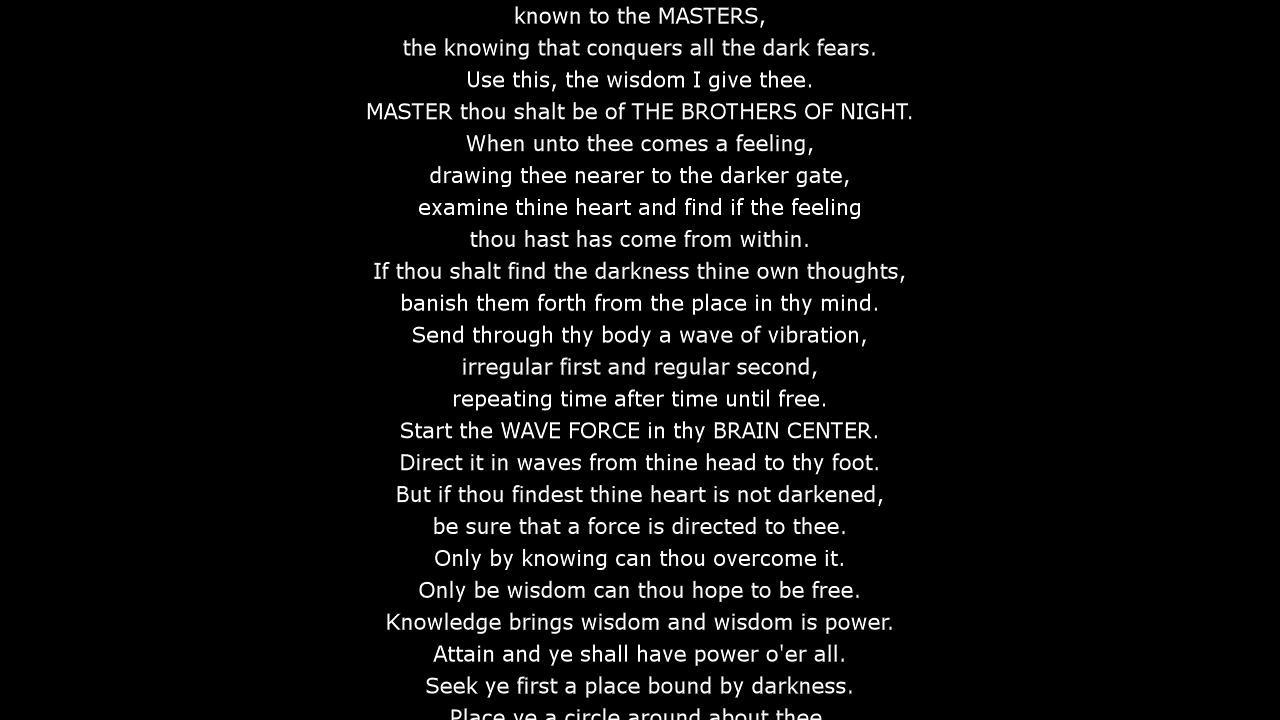 known to the MASTERS,
the knowing that conquers all the dark fears.
Use this, the wisdom I give thee.
MASTER thou shalt be of THE BROTHERS OF NIGHT.
When unto thee comes a feeling,
drawing thee nearer to the darker gate,
examine thine heart and find if the feeling
thou hast has come from within.
If thou shalt find the darkness thine own thoughts,
banish them forth from the place in thy mind.
Send through thy body a wave of vibration,
irregular first and regular second,
repeating time after time until free.
Start the WAVE FORCE in thy BRAIN CENTER.
Direct it in waves from thine head to thy foot.
But if thou findest thine heart is not darkened,
be sure that a force is directed to thee.
Only by knowing can thou overcome it.
Only be wisdom can thou hope to be free.
Knowledge brings wisdom and wisdom is power.
Attain and ye shall have power o'er all.
Seek ye first a place bound by darkness.
Place ye a circle around about thee.